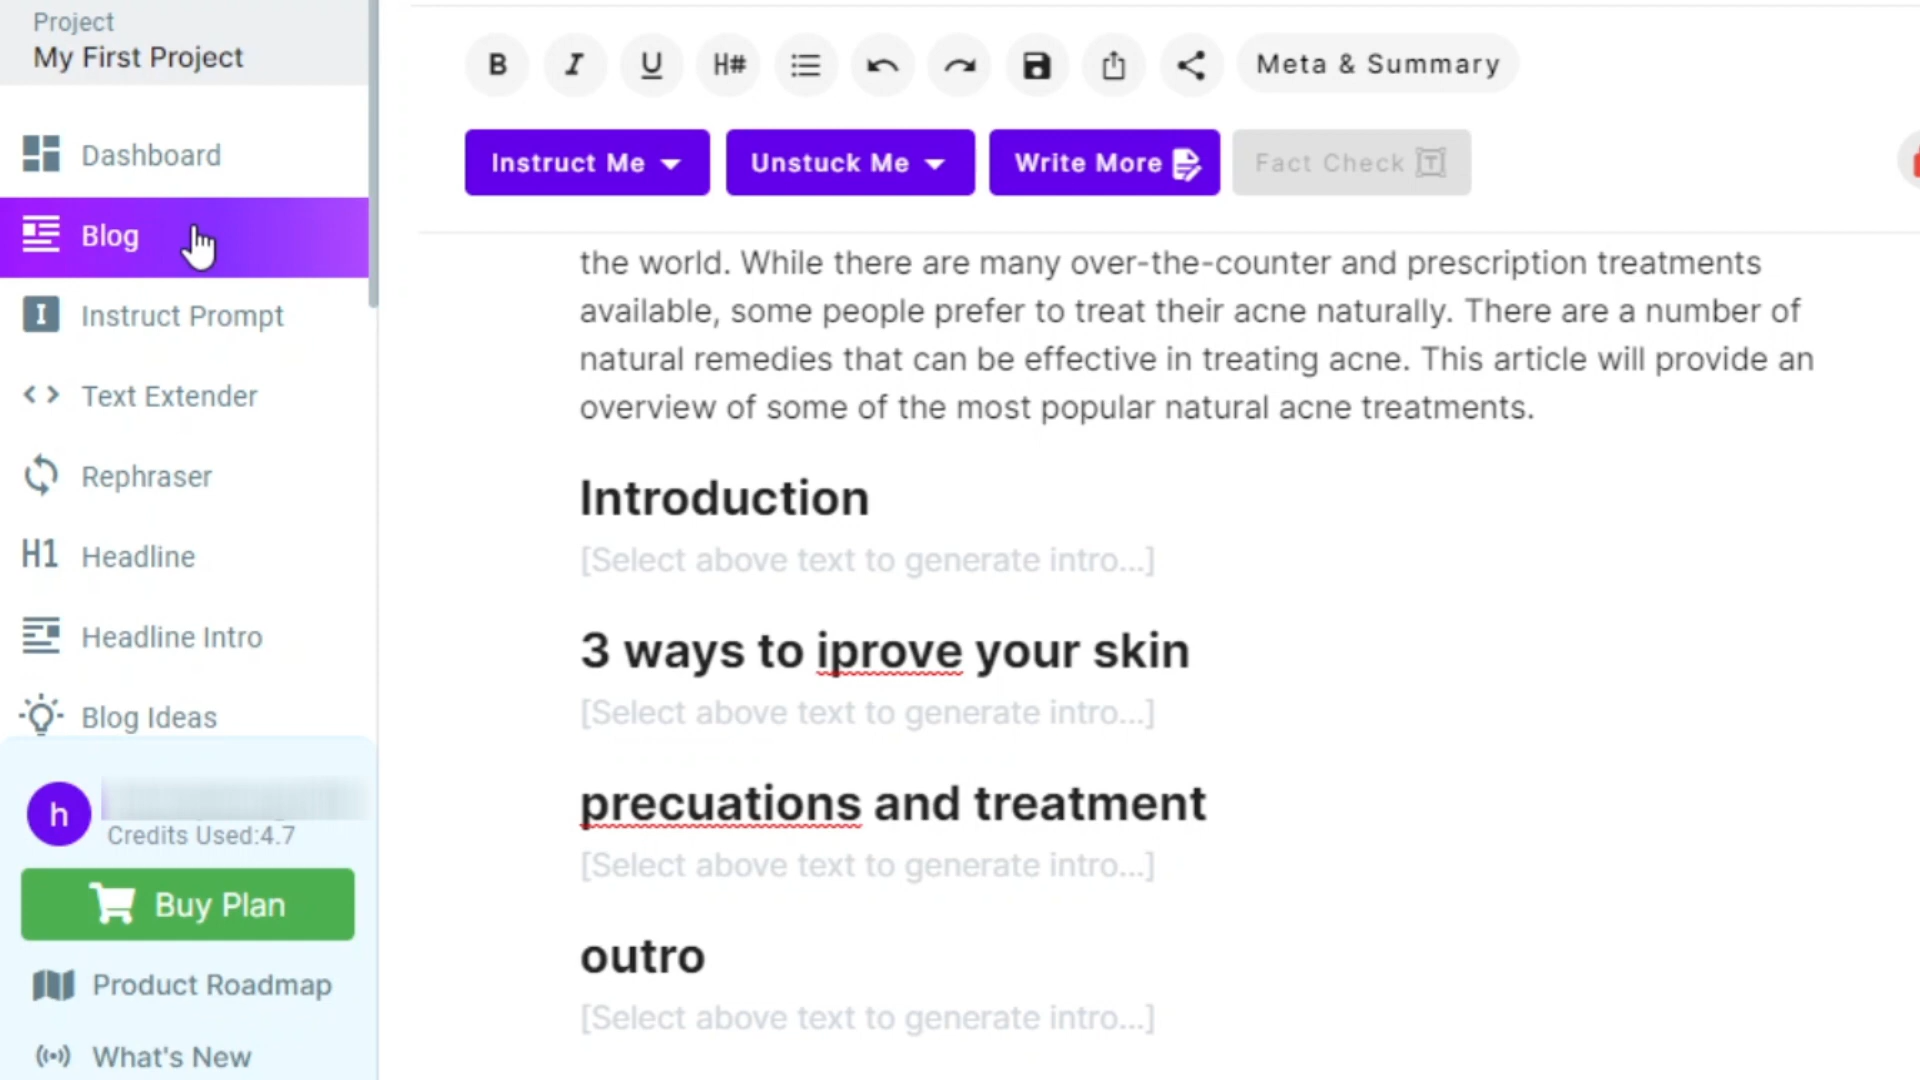 Project
My First Project
Dashboard
Blog
Instruct Prompt
Text Extender
Rephraser
H1 Headline
Headline Intro
Blog Ideas
h
Credits Used:4.7
Buy Plan
Product Roadmap
What's New
B I U H# Meta & Summary
Instruct Me Unstuck Me Write More Fact Check
the world. While there are many over-the-counter and prescription treatments
available, some people prefer to treat their acne naturally. There are a number of
natural remedies that can be effective in treating acne. This article will provide an
overview of some of the most popular natural acne treatments.
Introduction
[Select above text to generate intro...]
3 ways to iprove your skin
[Select above text to generate intro...]
precuations and treatment
[Select above text to generate intro...]
outro
[Select above text to generate intro...]